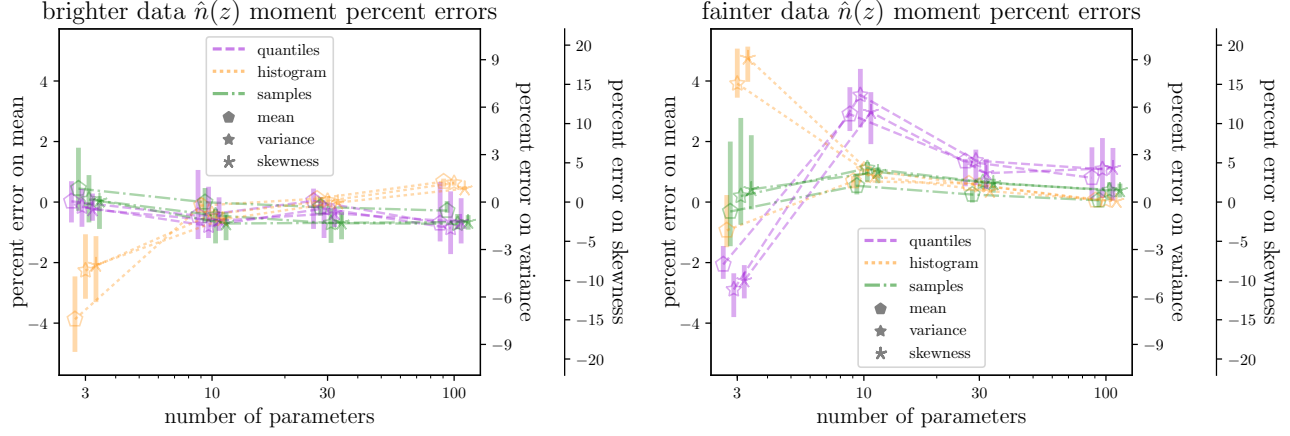 brighter data n̂(z) moment percent errors
percent error on mean
4
2
0
−2
−4
quantiles
histogram
samples
mean
variance
skewness
9
6
3
0
−3
−6
−9
percent error on variance
20
15
10
5
0
−5
−10
−15
−20
percent error on skewness
3
10
30
100
number of parameters
fainter data n̂(z) moment percent errors
percent error on mean
4
2
0
−2
−4
quantiles
histogram
samples
mean
variance
skewness
9
6
3
0
−3
−6
−9
percent error on variance
20
15
10
5
0
−5
−10
−15
−20
percent error on skewness
3
10
30
100
number of parameters